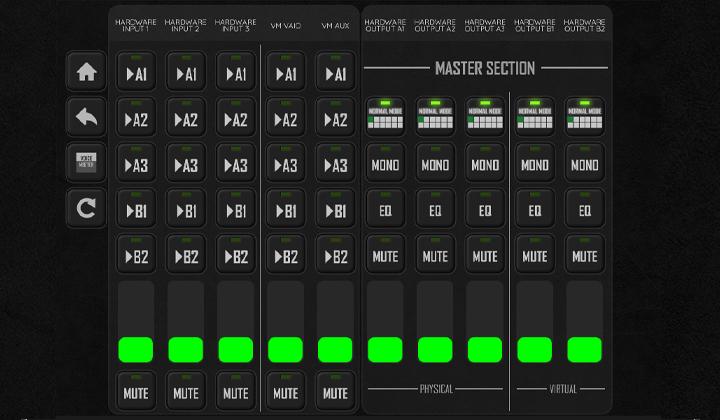 HARDWARE INPUT 1
HARDWARE INPUT 2
HARDWARE INPUT 3
VM VAIO
VM AUX
HARDWARE OUTPUT A1
HARDWARE OUTPUT A2
HARDWARE OUTPUT A3
HARDWARE OUTPUT B1
HARDWARE OUTPUT B2
MASTER SECTION
A1 A1 A1 A1 A1
NORMAL MODE NORMAL MODE NORMAL MODE NORMAL MODE NORMAL MODE
A2 A2 A2 A2 A2
VOICE MEETER
A3 A3 A3 A3 A3
MONO MONO MONO MONO MONO
B1 B1 B1 B1 B1
EQ EQ EQ EQ EQ
B2 B2 B2 B2 B2
MUTE MUTE MUTE MUTE MUTE
MUTE MUTE MUTE MUTE MUTE
PHYSICAL
VIRTUAL